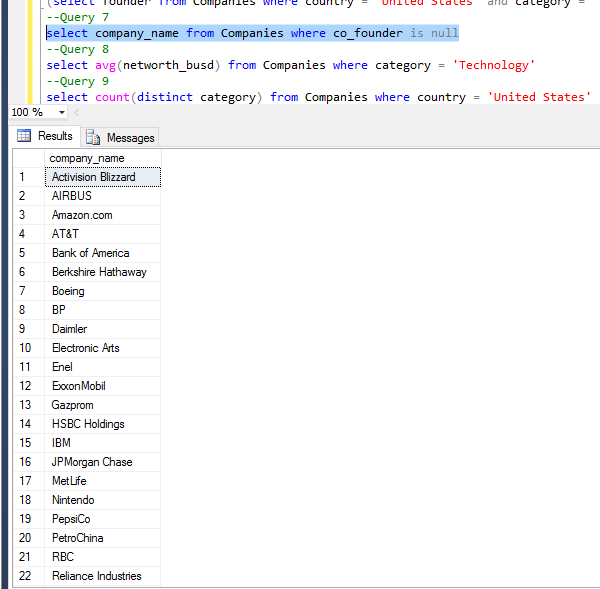 (select founder from Companies where country = 'United States' and category =
--Query 7
select company_name from Companies where co_founder is null
--Query 8
select avg(networth_busd) from Companies where category = 'Technology'
--Query 9
select count(distinct category) from Companies where country = 'United States'
100 %
Results Messages
company_name
1 Activision Blizzard
2 AIRBUS
3 Amazon.com
4 AT&T
5 Bank of America
6 Berkshire Hathaway
7 Boeing
8 BP
9 Daimler
10 Electronic Arts
11 Enel
12 ExxonMobil
13 Gazprom
14 HSBC Holdings
15 IBM
16 JPMorgan Chase
17 MetLife
18 Nintendo
19 PepsiCo
20 PetroChina
21 RBC
22 Reliance Industries